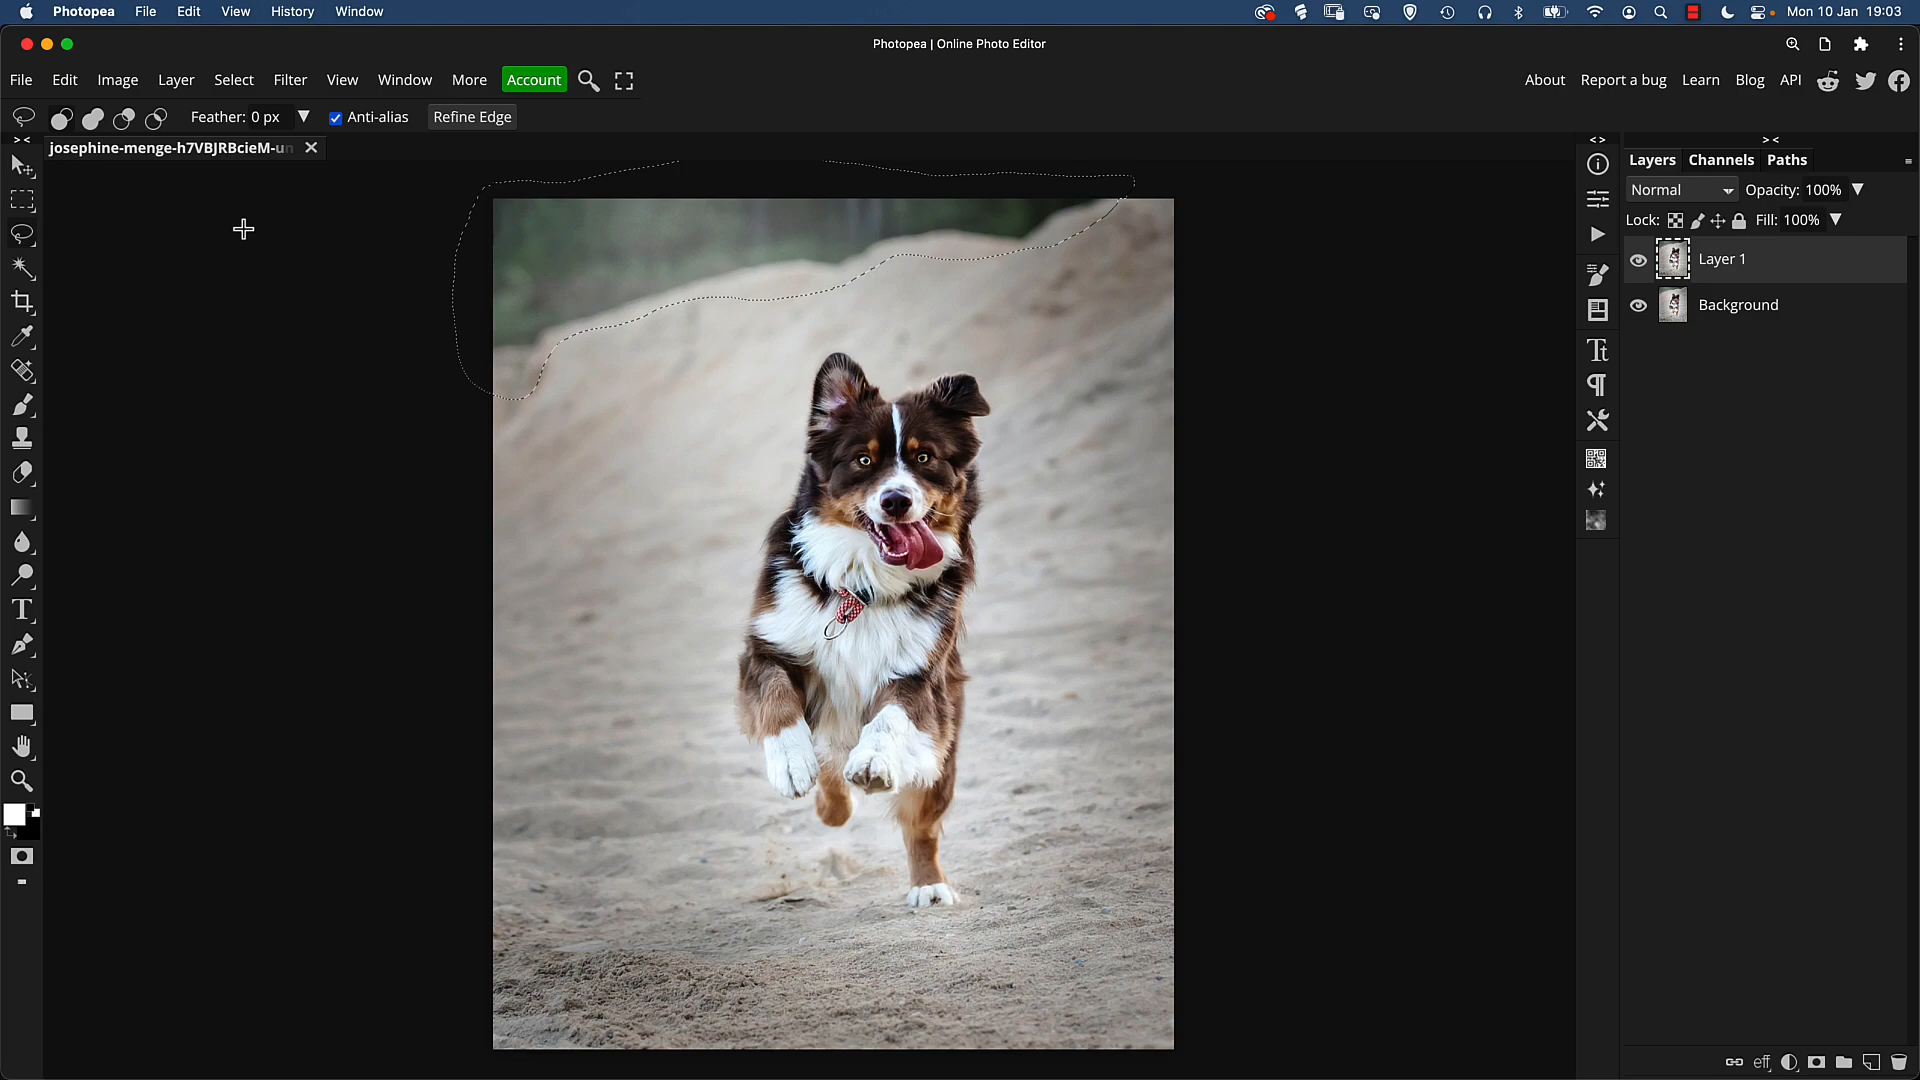 Photopea File Edit View History Window Mon 10 Jan 19:03
Photopea | Online Photo Editor
File Edit Image Layer Select Filter View Window More Account About Report a bug Learn Blog API
Feather: 0 px Anti-alias Refine Edge
josephine-menge-h7VBJRBcieM-un
Layers Channels Paths
Normal Opacity: 100%
Lock: Fill: 100%
Layer 1
Background
eff